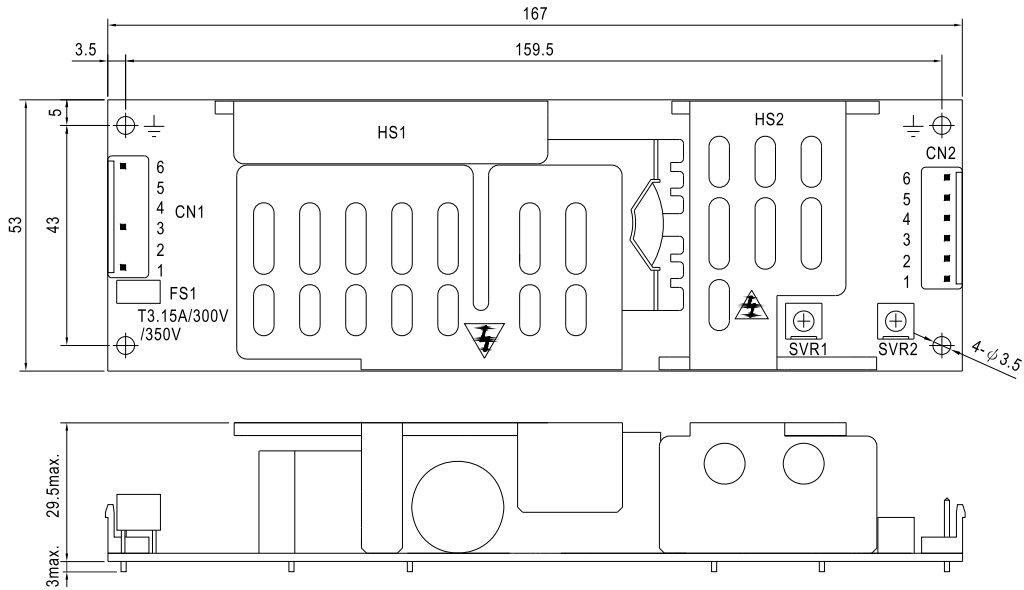 167
3.5
159.5
5
HS1
HS2
CN2
6
5
4
3
2
1
CN1
6
5
4
3
2
1
53
43
FS1
T3.15A/300V
/350V
SVR1
SVR2
4-φ3.5
29.5max.
3max.